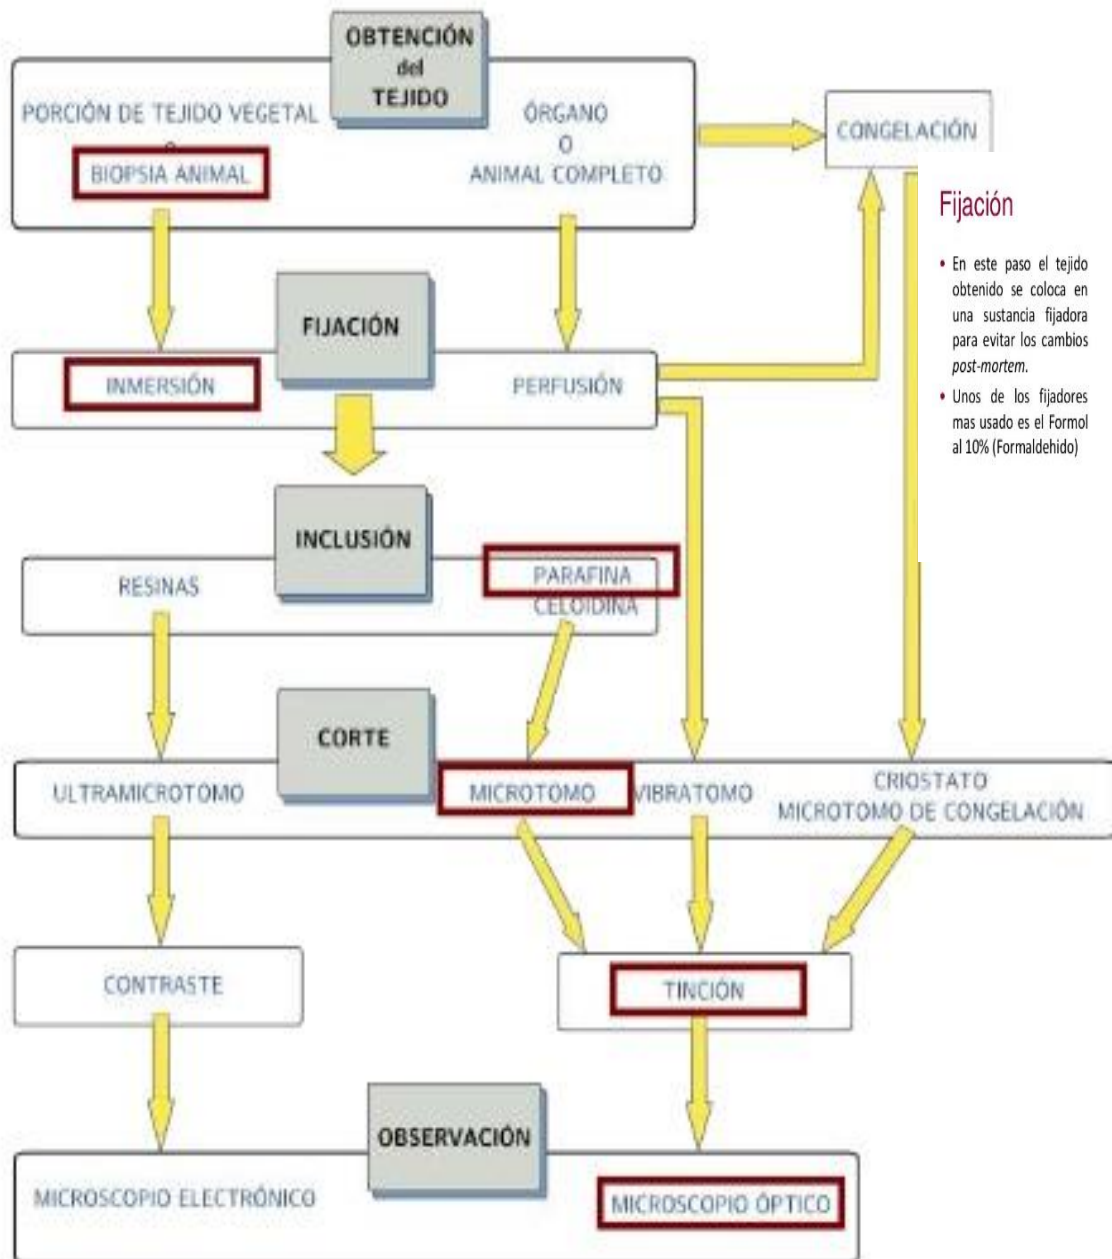 OBTENCIÓN
del
TEJIDO
PORCIÓN DE TEJIDO VEGETAL
BIOPSIA ANIMAL
ÓRGANO
O
ANIMAL COMPLETO
CONGELACIÓN
Fijación
• En este paso el tejido
obtenido se coloca en
una sustancia fijadora
para evitar los cambios
post-mortem.
• Unos de los fijadores
mas usado es el Formol
al 10% (Formaldehido)
FIJACIÓN
INMERSIÓN
PERFUSIÓN
INCLUSIÓN
RESINAS
PARAFINA
CELOIDINA
CORTE
ULTRAMICROTOMO
MICROTOMO
VIBRATOMO
CRIOSTATO
MICROTOMO DE CONGELACIÓN
CONTRASTE
TINCIÓN
OBSERVACIÓN
MICROSCOPIO ELECTRÓNICO
MICROSCOPIO ÓPTICO